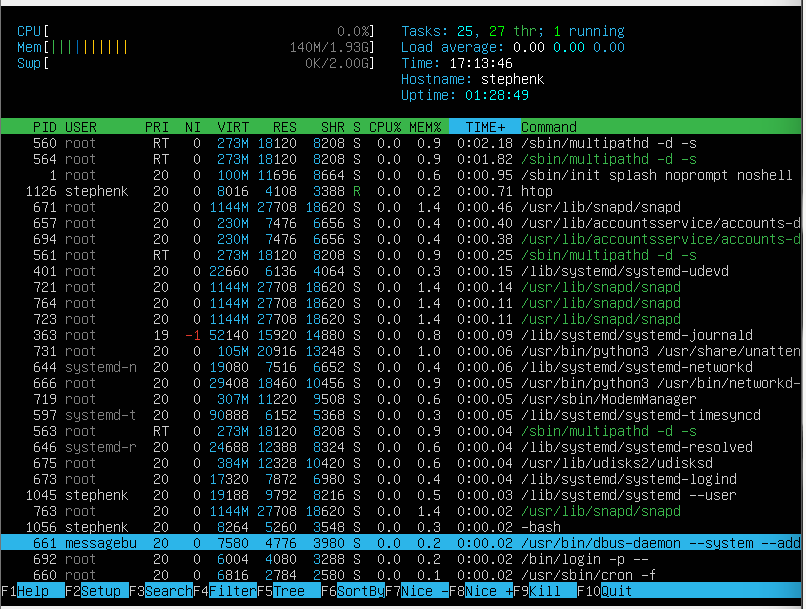 CPU[ 0.0%] Tasks: 25, 27 thr; 1 running
Mem[|||||||||| 140M/1.93G] Load average: 0.00 0.00 0.00
Swp[ 0K/2.00G] Time: 17:13:46
Hostname: stephenk
Uptime: 01:28:49
PID USER PRI NI VIRT RES SHR S CPU% MEM% TIME+ Command
560 root RT 0 273M 18120 8208 S 0.0 0.9 0:02.18 /sbin/multipathd -d -s
564 root RT 0 273M 18120 8208 S 0.0 0.9 0:01.82 /sbin/multipathd -d -s
1 root 20 0 100M 11696 8664 S 0.0 0.6 0:00.95 /sbin/init splash noprompt noshell
1126 stephenk 20 0 8016 4108 3388 R 0.0 0.2 0:00.71 htop
671 root 20 0 1144M 27708 18620 S 0.0 1.4 0:00.46 /usr/lib/snapd/snapd
657 root 20 0 230M 7476 6656 S 0.0 0.4 0:00.40 /usr/lib/accountsservice/accounts-d
694 root 20 0 230M 7476 6656 S 0.0 0.4 0:00.38 /usr/lib/accountsservice/accounts-d
561 root RT 0 273M 18120 8208 S 0.0 0.9 0:00.25 /sbin/multipathd -d -s
401 root 20 0 22660 6136 4064 S 0.0 0.3 0:00.15 /lib/systemd/systemd-udevd
721 root 20 0 1144M 27708 18620 S 0.0 1.4 0:00.14 /usr/lib/snapd/snapd
764 root 20 0 1144M 27708 18620 S 0.0 1.4 0:00.11 /usr/lib/snapd/snapd
723 root 20 0 1144M 27708 18620 S 0.0 1.4 0:00.11 /usr/lib/snapd/snapd
363 root 19 -1 52140 15920 14880 S 0.0 0.8 0:00.09 /lib/systemd/systemd-journald
731 root 20 0 105M 20916 13248 S 0.0 1.0 0:00.06 /usr/bin/python3 /usr/share/unatten
644 systemd-n 20 0 19080 7516 6652 S 0.0 0.4 0:00.06 /lib/systemd/systemd-networkd
666 root 20 0 29408 18460 10456 S 0.0 0.9 0:00.05 /usr/bin/python3 /usr/bin/networkd-
719 root 20 0 307M 11220 9508 S 0.0 0.6 0:00.05 /usr/sbin/ModemManager
597 systemd-t 20 0 90888 6152 5368 S 0.0 0.3 0:00.05 /lib/systemd/systemd-timesyncd
563 root RT 0 273M 18120 8208 S 0.0 0.9 0:00.04 /sbin/multipathd -d -s
646 systemd-r 20 0 24688 12388 8324 S 0.0 0.6 0:00.04 /lib/systemd/systemd-resolved
675 root 20 0 384M 12328 10420 S 0.0 0.6 0:00.04 /usr/lib/udisks2/udisksd
673 root 20 0 17320 7872 6980 S 0.0 0.4 0:00.04 /lib/systemd/systemd-logind
1045 stephenk 20 0 19188 9792 8216 S 0.0 0.5 0:00.03 /lib/systemd/systemd --user
763 root 20 0 1144M 27708 18620 S 0.0 1.4 0:00.02 /usr/lib/snapd/snapd
1056 stephenk 20 0 8264 5260 3548 S 0.0 0.3 0:00.02 -bash
661 messagebu 20 0 7580 4776 3980 S 0.0 0.2 0:00.02 /usr/bin/dbus-daemon --system --add
692 root 20 0 6004 4080 3288 S 0.0 0.2 0:00.02 /bin/login -p --
660 root 20 0 6816 2784 2580 S 0.0 0.1 0:00.02 /usr/sbin/cron -f
F1Help F2Setup F3SearchF4FilterF5Tree F6SortByF7Nice -F8Nice +F9Kill F10Quit